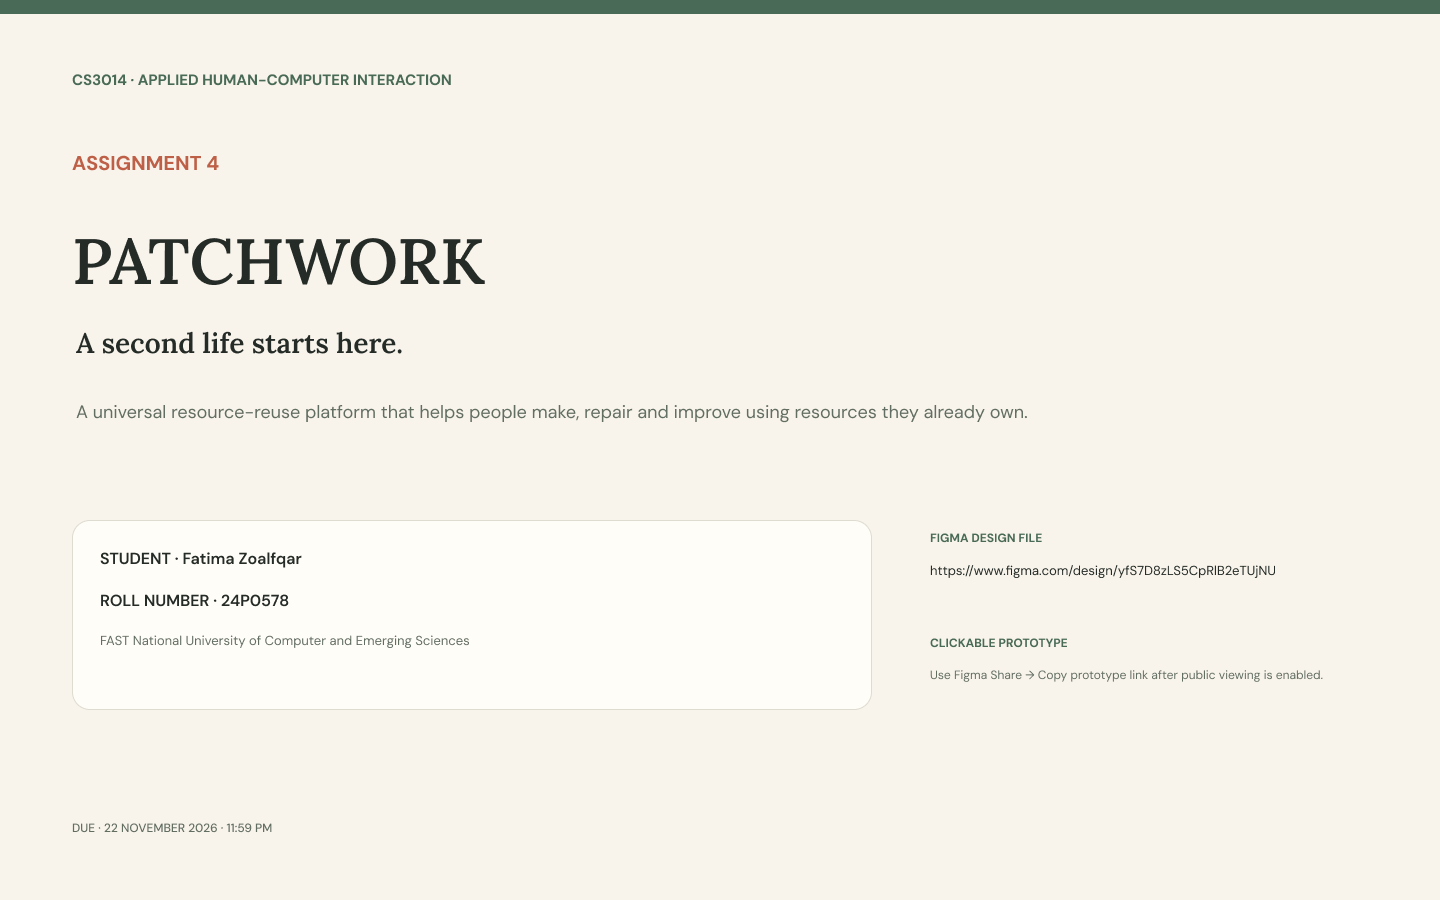 CS3014 · APPLIED HUMAN-COMPUTER INTERACTION
ASSIGNMENT 4
PATCHWORK
A second life starts here.
A universal resource-reuse platform that helps people make, repair and improve using resources they already own.
STUDENT · Fatima Zoalfqar
ROLL NUMBER · 24P0578
FAST National University of Computer and Emerging Sciences
FIGMA DESIGN FILE
https://www.figma.com/design/yfS7D8zLS5CpRlB2eTUjNU
CLICKABLE PROTOTYPE
Use Figma Share → Copy prototype link after public viewing is enabled.
DUE · 22 NOVEMBER 2026 · 11:59 PM